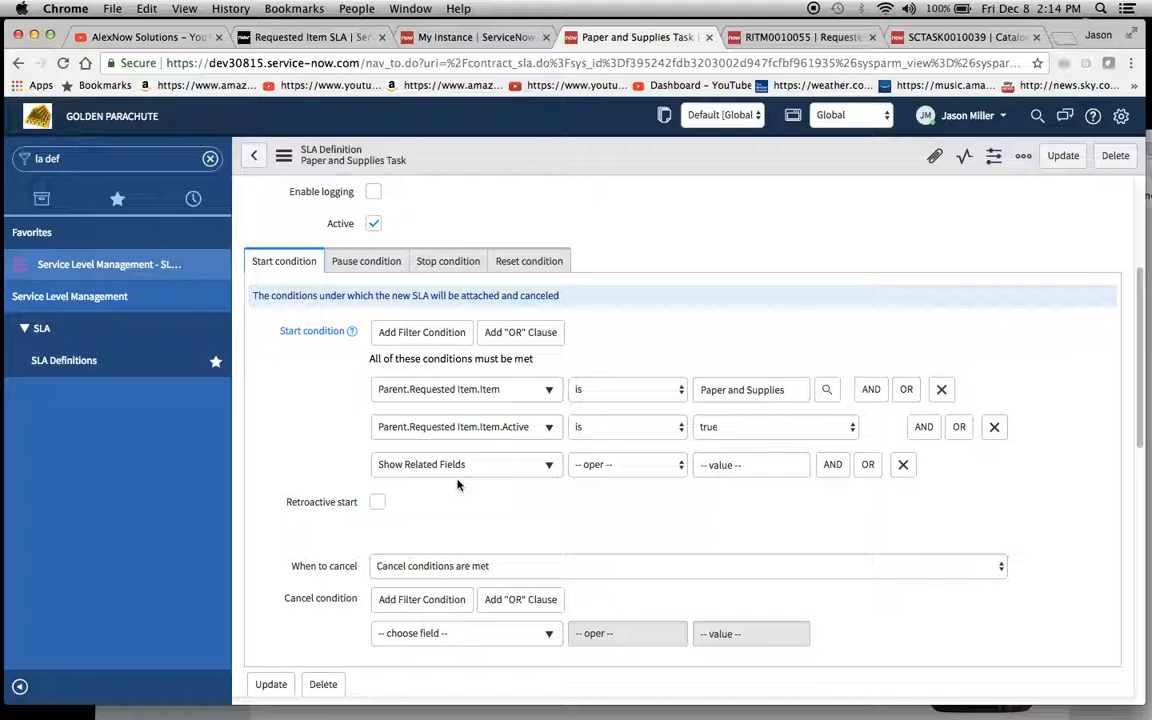 Chrome File Edit View History Bookmarks People Window Help 100% Fri Dec 8 2:14 PM
AlexNow Solutions - YouT Requested Item SLA | Serv My Instance | ServiceNow Paper and Supplies Task | RITM0010055 | Requeste SCTASK0010039 | Catalo Jason
Secure https://dev30815.service-now.com/nav_to.do?uri=%2Fcontract_sla.do%3Fsys_id%3Df395242fdb3203002d947fcfbf961935%26sysparm_view%3D%26syspar...
Apps Bookmarks https://www.amaz... https://www.youtu... https://www.amaz... https://www.youtu... Dashboard - YouTube https://weather.co... https://music.amaz... http://news.sky.co...
GOLDEN PARACHUTE Default [Global Global JM Jason Miller
la def
SLA Definition
Paper and Supplies Task
Update Delete
Enable logging
Active
Favorites
Service Level Management - SL...
Service Level Management
SLA
SLA Definitions
Start condition Pause condition Stop condition Reset condition
The conditions under which the new SLA will be attached and canceled
Start condition Add Filter Condition Add "OR" Clause
All of these conditions must be met
Parent.Requested Item.Item is Paper and Supplies AND OR
Parent.Requested Item.Item.Active is true AND OR
Show Related Fields -- oper -- -- value -- AND OR
Retroactive start
When to cancel Cancel conditions are met
Cancel condition Add Filter Condition Add "OR" Clause
-- choose field -- -- oper -- -- value --
Update Delete